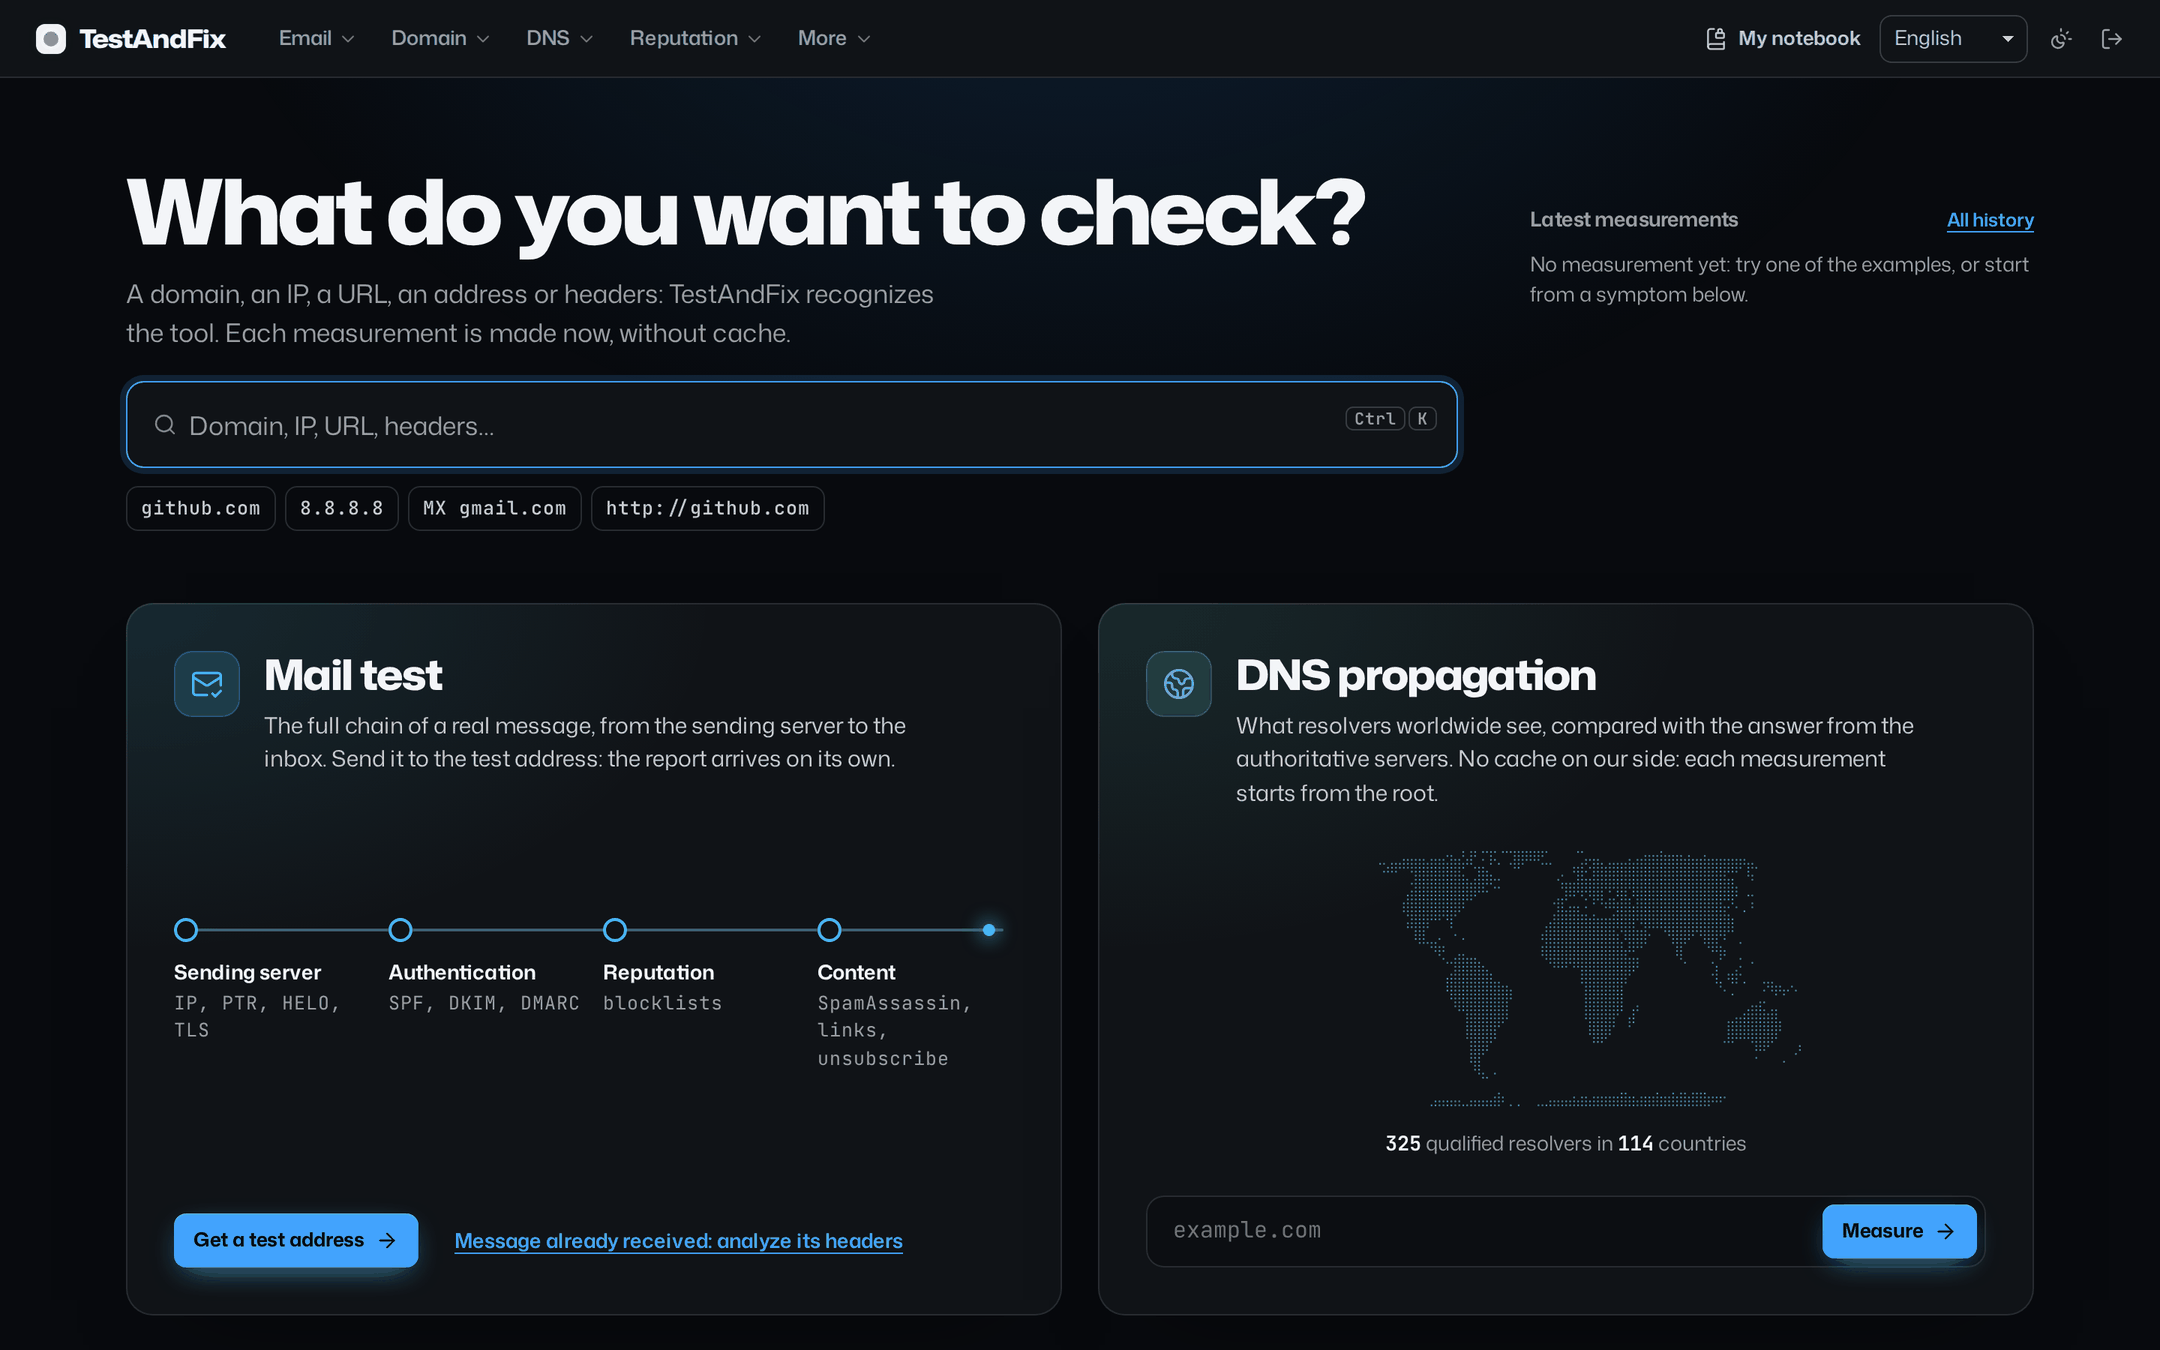 TestAndFix
Email
Domain
DNS
Reputation
More
My notebook
English
What do you want to check?
A domain, an IP, a URL, an address or headers: TestAndFix recognizes
the tool. Each measurement is made now, without cache.
Latest measurements
All history
No measurement yet: try one of the examples, or start
from a symptom below.
Domain, IP, URL, headers...
Ctrl K
github.com
8.8.8.8
MX gmail.com
http://github.com
Mail test
The full chain of a real message, from the sending server to the
inbox. Send it to the test address: the report arrives on its own.
Sending server
IP, PTR, HELO,
TLS
Authentication
SPF, DKIM, DMARC
Reputation
blocklists
Content
SpamAssassin,
links,
unsubscribe
Get a test address
Message already received: analyze its headers
DNS propagation
What resolvers worldwide see, compared with the answer from the
authoritative servers. No cache on our side: each measurement
starts from the root.
325 qualified resolvers in 114 countries
example.com
Measure